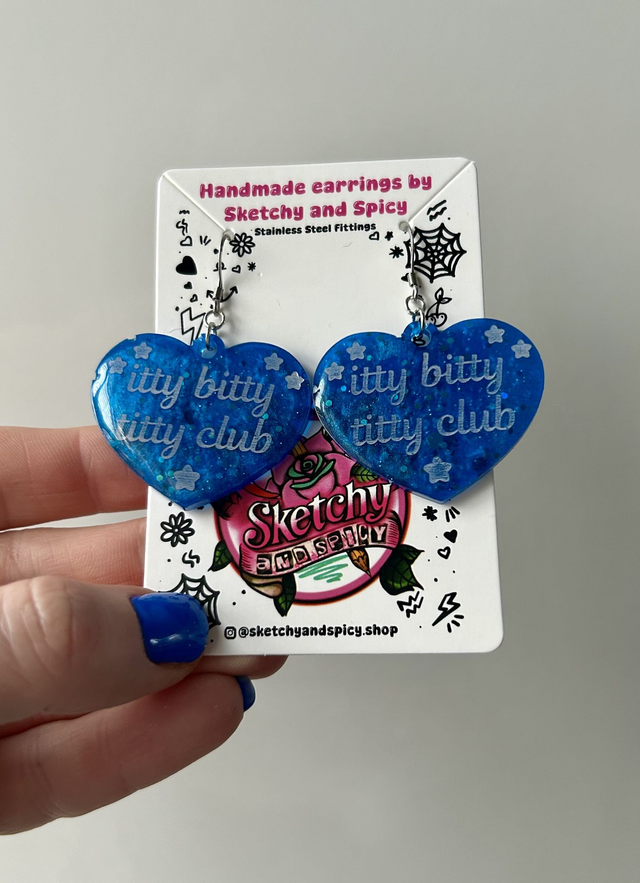 Handmade earrings by
Sketchy and Spicy
Stainless Steel Fittings
itty bitty
titty club
itty bitty
titty club
Sketchy
AND SPICY
@sketchyandspicy.shop